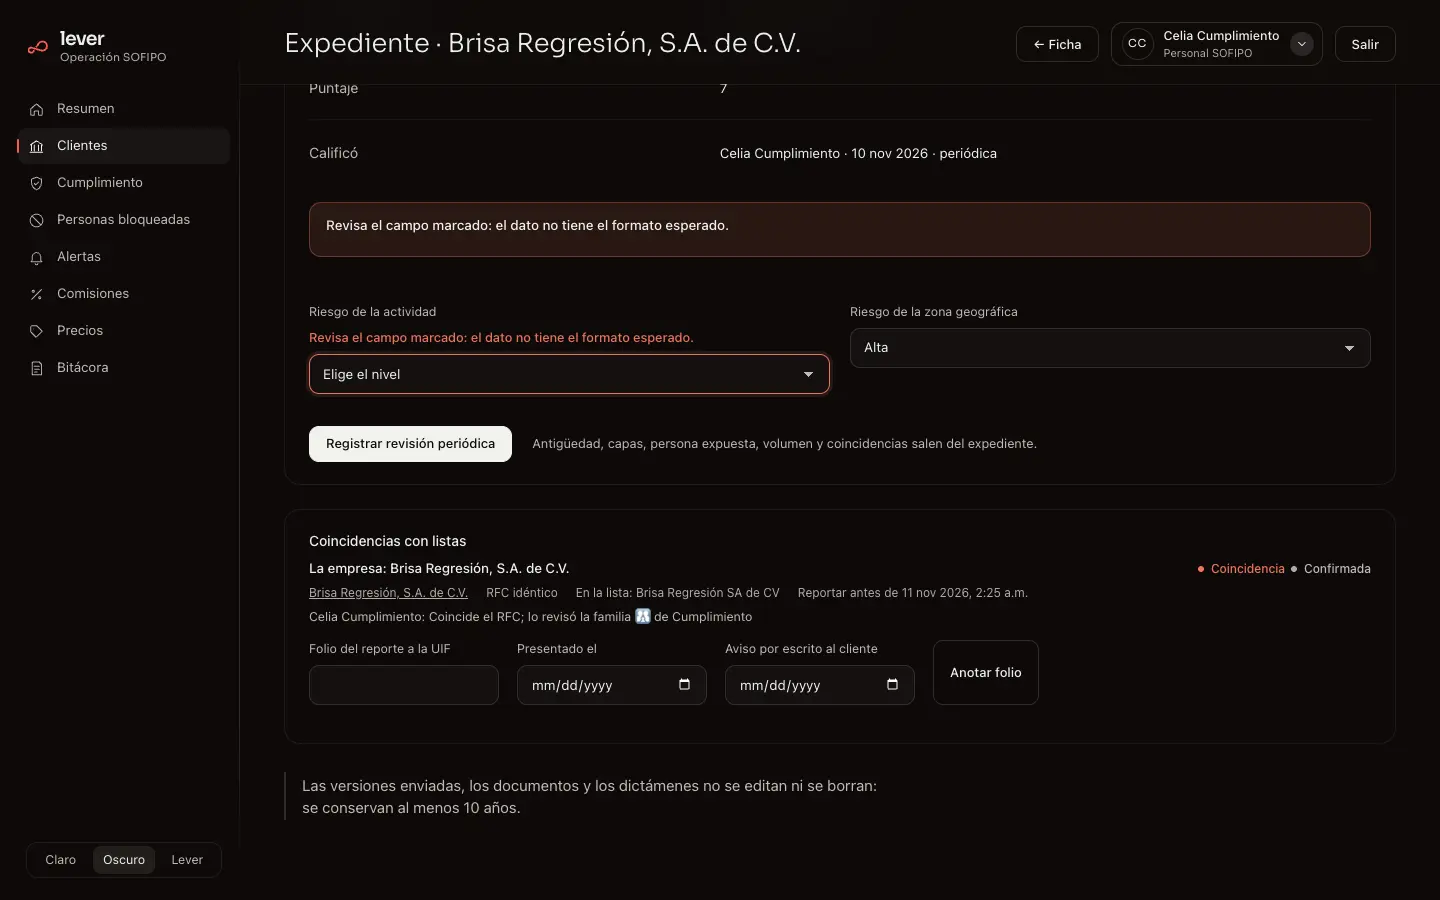 lever
Operación SOFIPO
Resumen
Clientes
Cumplimiento
Personas bloqueadas
Alertas
Comisiones
Precios
Bitácora
Claro
Oscuro
Lever
Expediente · Brisa Regresión, S.A. de C.V.
← Ficha
CC
Celia Cumplimiento
Personal SOFIPO
Salir
Puntaje
7
Calificó
Celia Cumplimiento · 10 nov 2026 · periódica
Revisa el campo marcado: el dato no tiene el formato esperado.
Riesgo de la actividad
Revisa el campo marcado: el dato no tiene el formato esperado.
Elige el nivel
Riesgo de la zona geográfica
Alta
Registrar revisión periódica
Antigüedad, capas, persona expuesta, volumen y coincidencias salen del expediente.
Coincidencias con listas
La empresa: Brisa Regresión, S.A. de C.V.
Coincidencia
Confirmada
Brisa Regresión, S.A. de C.V. RFC idéntico En la lista: Brisa Regresión SA de CV Reportar antes de 11 nov 2026, 2:25 a.m.
Celia Cumplimiento: Coincide el RFC; lo revisó la familia de Cumplimiento
Folio del reporte a la UIF
Presentado el
mm/dd/yyyy
Aviso por escrito al cliente
mm/dd/yyyy
Anotar folio
Las versiones enviadas, los documentos y los dictámenes no se editan ni se borran:
se conservan al menos 10 años.